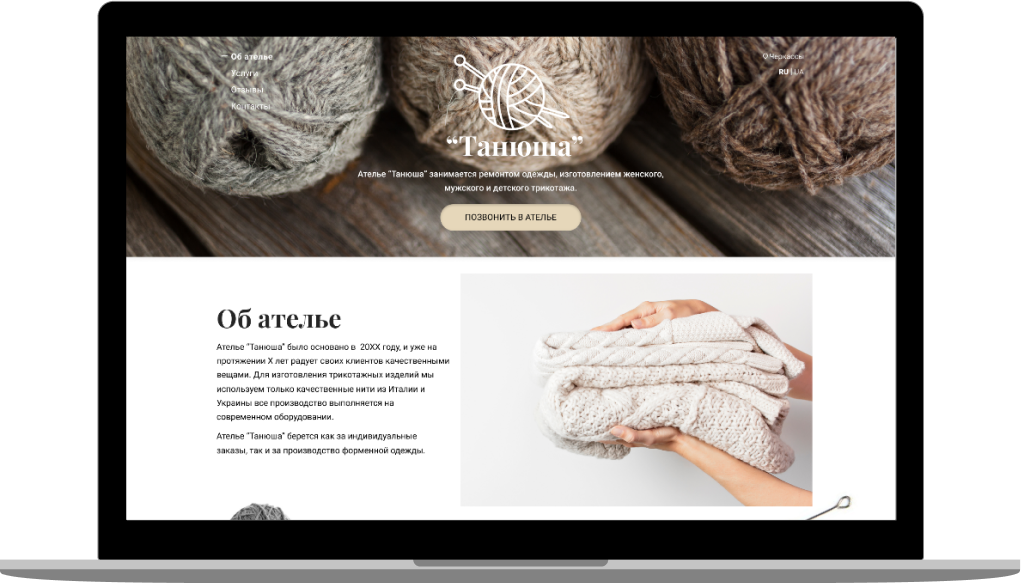 Об ателье
Услуги
Отзывы
Контакты
Черкассы
RU | UA
“Танюша”
Ателье "Танюша" занимается ремонтом одежды, изготовлением женского,
мужского и детского трикотажа.
ПОЗВОНИТЬ В АТЕЛЬЕ
Об ателье
Ателье "Танюша" было основано в 20ХХ году, и уже на
протяжении Х лет радует своих клиентов качественными
вещами. Для изготовления трикотажных изделий мы
используем только качественные нити из Италии и
Украины все производство выполняется на
современном оборудовании.
Ателье "Танюша" берется как за индивидуальные
заказы, так и за производство форменной одежды.